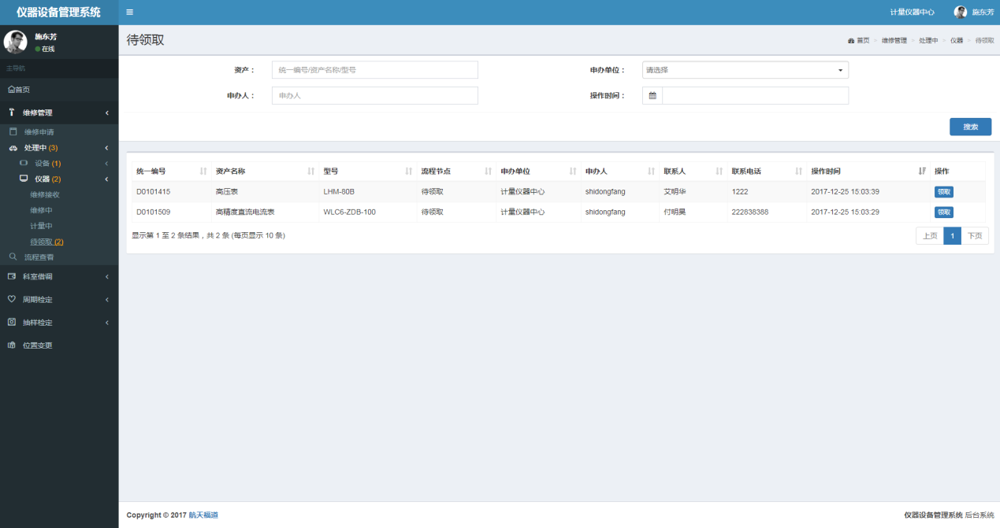 仪器设备管理系统
计量仪器中心 施东芳
施东芳
在线
主导航
首页
维修管理
维修申请
处理中 (3)
设备 (1)
仪器 (2)
维修接收
维修中
计量中
待领取 (2)
流程查看
科室借调
周期检定
抽样检定
位置变更
待领取
首页 > 维修管理 > 处理中 > 仪器 > 待领取
资产： 统一编号/资产名称/型号 申办单位： 请选择
申办人： 申办人 操作时间：
搜索
统一编号 资产名称 型号 流程节点 申办单位 申办人 联系人 联系电话 操作时间 操作
D0101415 高压表 LHM-80B 待领取 计量仪器中心 shidongfang 艾明华 1222 2017-12-25 15:03:39 领取
D0101509 高精度直流电流表 WLC6-ZDB-100 待领取 计量仪器中心 shidongfang 付明昊 222838388 2017-12-25 15:03:29 领取
显示第 1 至 2 条结果，共 2 条 (每页显示 10 条) 上页 1 下页
Copyright © 2017 航天福道 仪器设备管理系统 后台系统